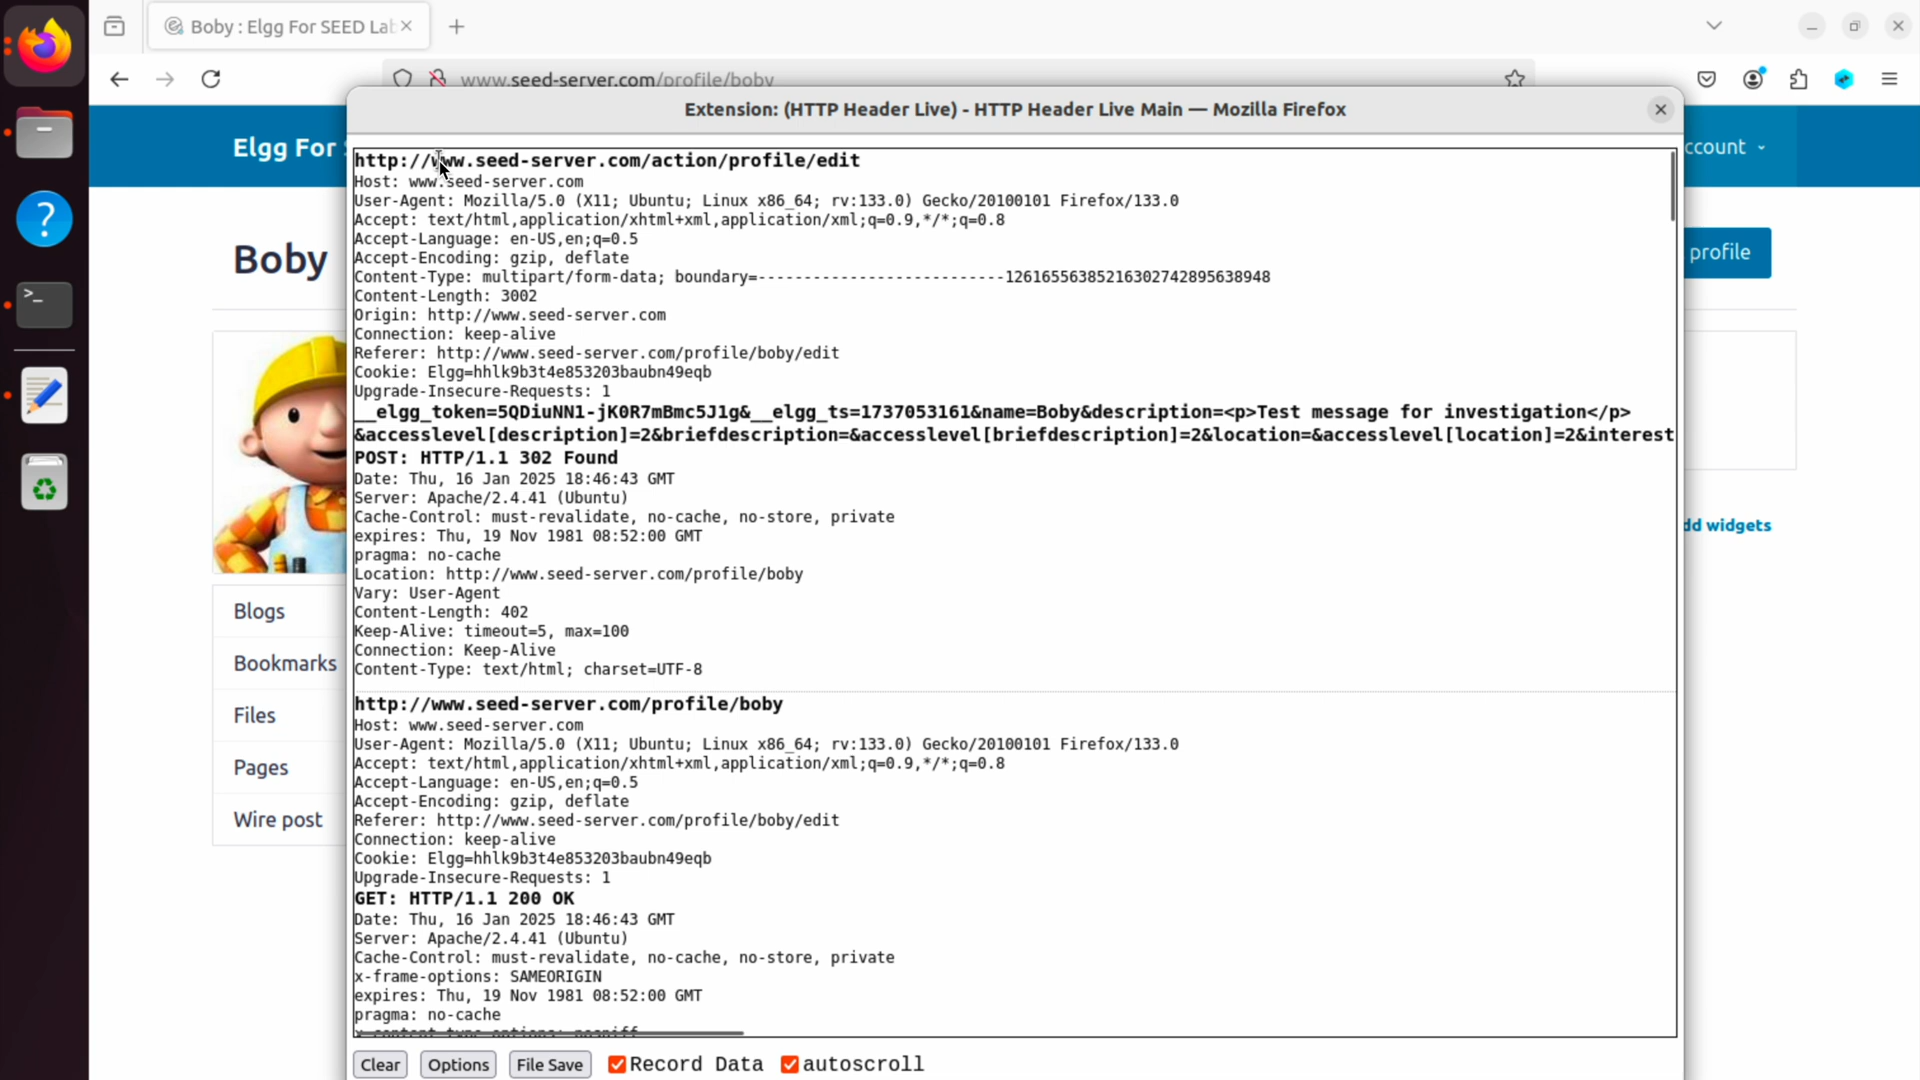 Boby : Elgg For SEED Lab
www.seed-server.com/profile/boby
Extension: (HTTP Header Live) - HTTP Header Live Main — Mozilla Firefox
Elgg For
ccount
http://www.seed-server.com/action/profile/edit
Host: www.seed-server.com
User-Agent: Mozilla/5.0 (X11; Ubuntu; Linux x86_64; rv:133.0) Gecko/20100101 Firefox/133.0
Accept: text/html,application/xhtml+xml,application/xml;q=0.9,*/*;q=0.8
Accept-Language: en-US,en;q=0.5
Accept-Encoding: gzip, deflate
Content-Type: multipart/form-data; boundary=---------------------------126165563852163027428956389​48
Content-Length: 3002
Origin: http://www.seed-server.com
Connection: keep-alive
Referer: http://www.seed-server.com/profile/boby/edit
Cookie: Elgg=hhlk9b3t4e853203baubn49eqb
Upgrade-Insecure-Requests: 1
__elgg_token=5QDiuNN1-jK0R7mBmc5J1g&__elgg_ts=1737053161&name=Boby&description=<p>Test message for investigation</p>
&accesslevel[description]=2&briefdescription=&accesslevel[briefdescription]=2&location=&accesslevel[location]=2&interest
POST: HTTP/1.1 302 Found
Date: Thu, 16 Jan 2025 18:46:43 GMT
Server: Apache/2.4.41 (Ubuntu)
Cache-Control: must-revalidate, no-cache, no-store, private
expires: Thu, 19 Nov 1981 08:52:00 GMT
pragma: no-cache
Location: http://www.seed-server.com/profile/boby
Vary: User-Agent
Content-Length: 402
Keep-Alive: timeout=5, max=100
Connection: Keep-Alive
Content-Type: text/html; charset=UTF-8
http://www.seed-server.com/profile/boby
Host: www.seed-server.com
User-Agent: Mozilla/5.0 (X11; Ubuntu; Linux x86_64; rv:133.0) Gecko/20100101 Firefox/133.0
Accept: text/html,application/xhtml+xml,application/xml;q=0.9,*/*;q=0.8
Accept-Language: en-US,en;q=0.5
Accept-Encoding: gzip, deflate
Referer: http://www.seed-server.com/profile/boby/edit
Connection: keep-alive
Cookie: Elgg=hhlk9b3t4e853203baubn49eqb
Upgrade-Insecure-Requests: 1
GET: HTTP/1.1 200 OK
Date: Thu, 16 Jan 2025 18:46:43 GMT
Server: Apache/2.4.41 (Ubuntu)
Cache-Control: must-revalidate, no-cache, no-store, private
x-frame-options: SAMEORIGIN
expires: Thu, 19 Nov 1981 08:52:00 GMT
pragma: no-cache
Boby
profile
dd widgets
Blogs
Bookmarks
Files
Pages
Wire post
Clear Options File Save Record Data autoscroll